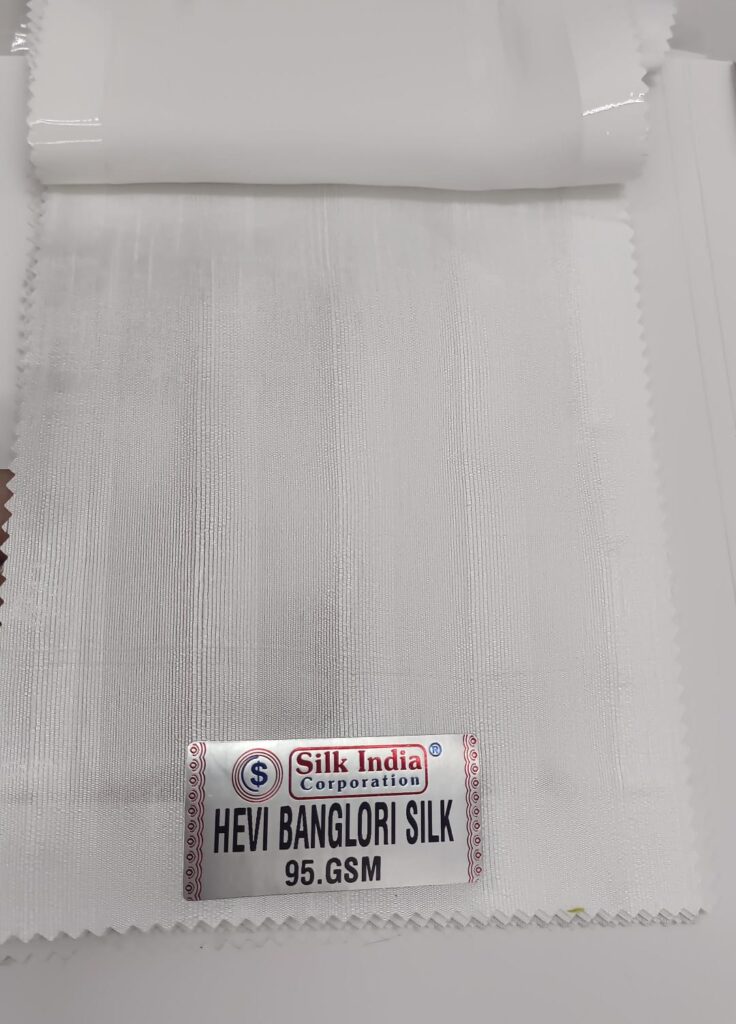 $ Silk India ®
Corporation
HEVI BANGLORI SILK
95.GSM